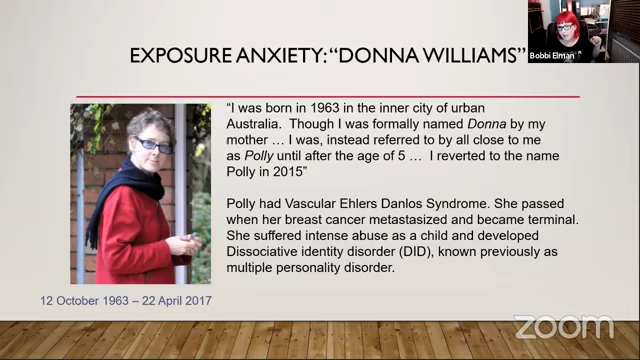 EXPOSURE ANXIETY: “DONNA WILLIAMS”
Bobbi Elman
“I was born in 1963 in the inner city of urban
Australia. Though I was formally named Donna by my
mother … I was, instead referred to by all close to me
as Polly until after the age of 5 … I reverted to the name
Polly in 2015”
Polly had Vascular Ehlers Danlos Syndrome. She passed
when her breast cancer metastasized and became terminal.
She suffered intense abuse as a child and developed
Dissociative identity disorder (DID), known previously as
multiple personality disorder.
12 October 1963 – 22 April 2017
zoom